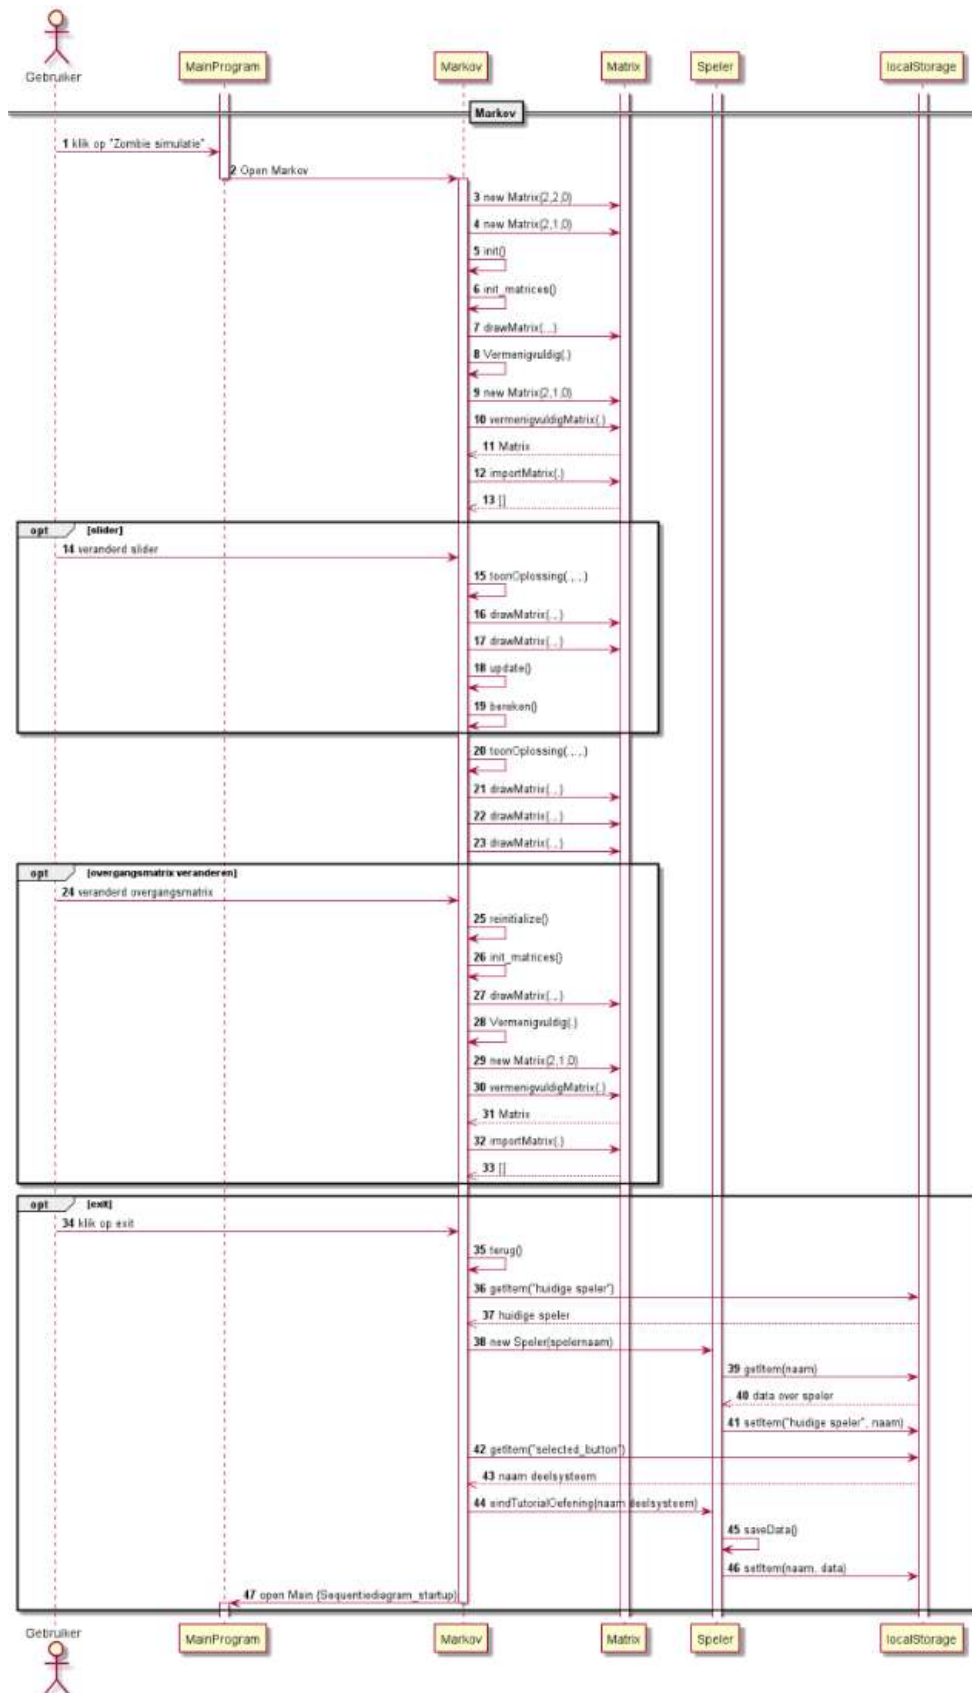 Gebruiker
MainProgram
Markov
Matrix
Speler
localStorage
Markov
1 klik op "Zombie simulatie"
2 Open Markov
3 new Matrix(2,2,0)
4 new Matrix(2,1,0)
5 init()
6 init_matrices()
7 drawMatrix(.,.)
8 Vermenigvuldig(.)
9 new Matrix(2,1,0)
10 vermenigvuldigMatrix(.)
11 Matrix
12 importMatrix(.)
13 []
opt [slider]
14 veranderd slider
15 toonOplossing(.,.,.)
16 drawMatrix(.,.)
17 drawMatrix(.,.)
18 update()
19 bereken()
20 toonOplossing(.,.,.)
21 drawMatrix(.,.)
22 drawMatrix(.,.)
23 drawMatrix(.,.)
opt [overgangsmatrix veranderen]
24 veranderd overgangsmatrix
25 reinitialize()
26 init_matrices()
27 drawMatrix(.,.)
28 Vermenigvuldig(.)
29 new Matrix(2,1,0)
30 vermenigvuldigMatrix(.)
31 Matrix
32 importMatrix(.)
33 []
opt [exit]
34 klik op exit
35 terug()
36 getItem("huidige speler")
37 huidige speler
38 new Speler(spelernaam)
39 getItem(naam)
40 data over speler
41 setItem("huidige speler", naam)
42 getItem("selected_button")
43 naam deelsysteem
44 eindTutorialOefening(naam deelsysteem)
45 saveData()
46 setItem(naam, data)
47 open Main (Sequentiediagram_startup)
Gebruiker
MainProgram
Markov
Matrix
Speler
localStorage